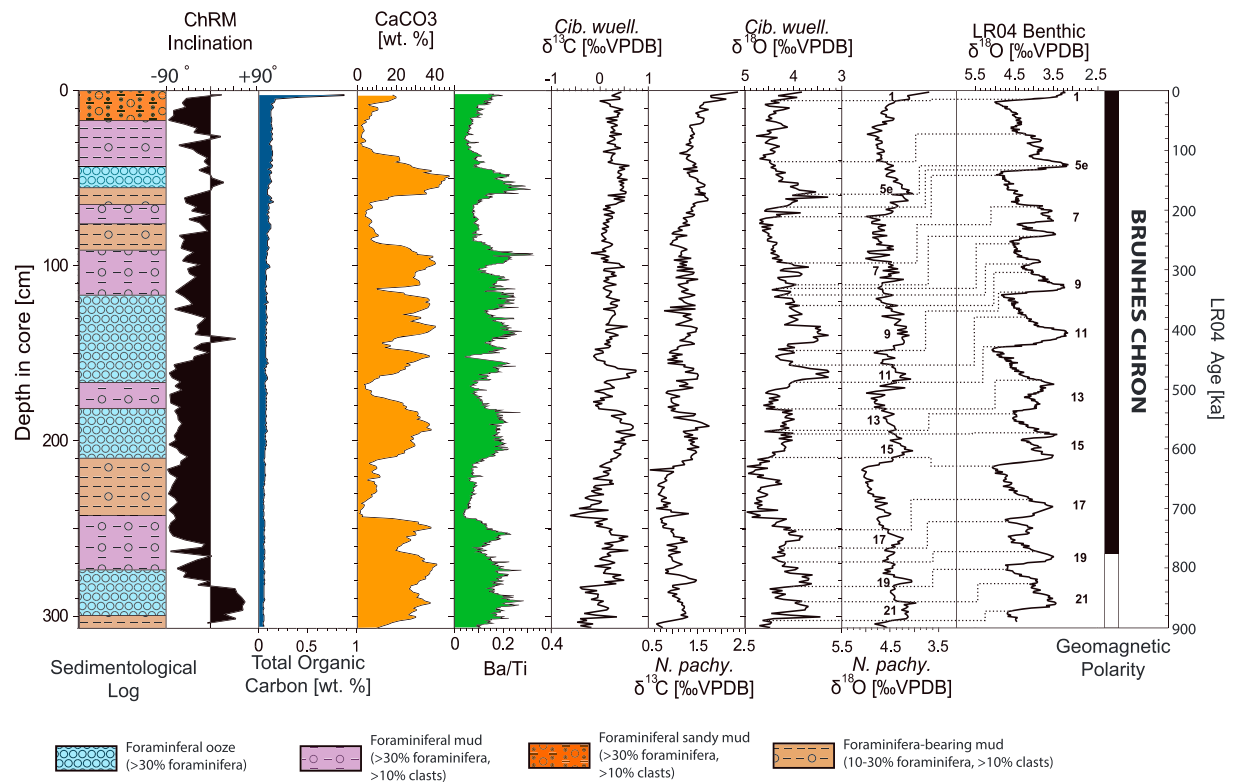 ChRM
Inclination
-90° +90°
CaCO3
[wt. %]
0 20 40
Cib. wuell.
δ¹³C [‰VPDB]
-1 0 1
Cib. wuell.
δ¹⁸O [‰VPDB]
5 4 3
LR04 Benthic
δ¹⁸O [‰VPDB]
5.5 4.5 3.5 2.5
Depth in core [cm]
0
100
200
300
1
5e
7
9
11
13
15
17
19
21
1
5e
7
9
11
13
15
17
19
21
BRUNHES CHRON
0
100
200
300
400
500
600
700
800
900
LR04 Age [ka]
Sedimentological
Log
0 0.5 1
Total Organic
Carbon [wt. %]
0 0.2 0.4
Ba/Ti
0.5 1.5 2.5
N. pachy.
δ¹³C [‰VPDB]
5.5 4.5 3.5
N. pachy.
δ¹⁸O [‰VPDB]
Geomagnetic
Polarity
Foraminferal ooze
(>30% foraminifera)
Foraminiferal mud
(>30% foraminifera,
>10% clasts)
Foraminiferal sandy mud
(>30% foraminifera,
>10% clasts)
Foraminifera-bearing mud
(10-30% foraminifera, >10% clasts)